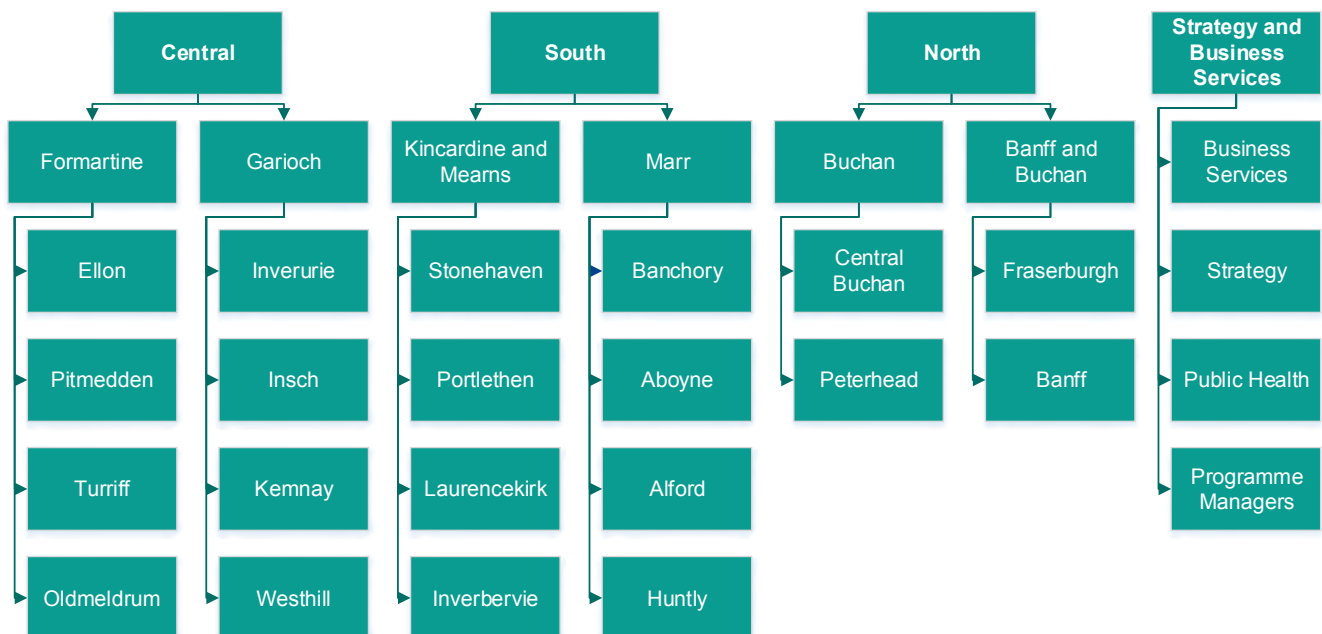 Central
South
North
Strategy and
Business
Services
Formartine
Garioch
Kincardine and
Mearns
Marr
Buchan
Banff and
Buchan
Business
Services
Ellon
Inverurie
Stonehaven
Banchory
Central
Buchan
Fraserburgh
Strategy
Pitmedden
Insch
Portlethen
Aboyne
Peterhead
Banff
Public Health
Turriff
Kemnay
Laurencekirk
Alford
Programme
Managers
Oldmeldrum
Westhill
Inverbervie
Huntly